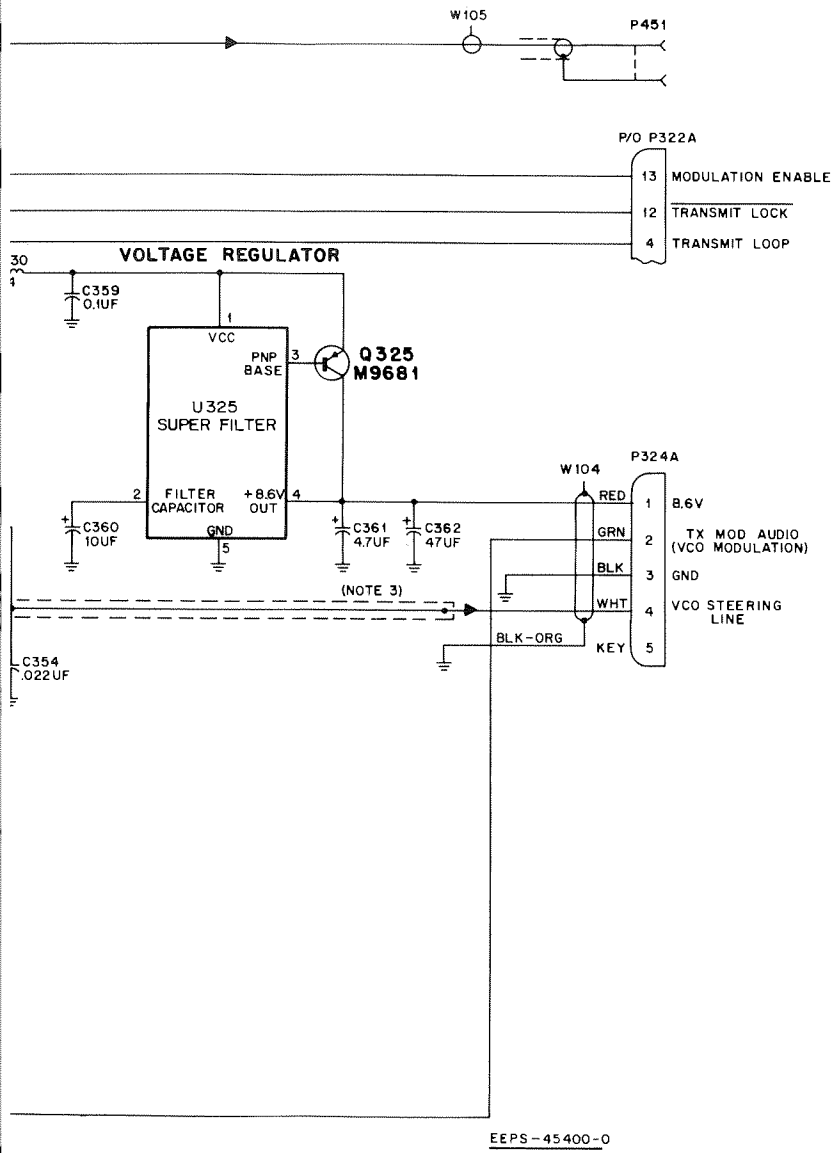 W105
P451
P/O P322A
13 MODULATION ENABLE
12 TRANSMIT LOCK
4 TRANSMIT LOOP
VOLTAGE REGULATOR
30
C359
0.1UF
1
VCC
PNP
BASE
3
Q325
M9681
U325
SUPER FILTER
2
FILTER
CAPACITOR
+8.6V
OUT
4
GND
5
+
C360
10UF
+
C361
4.7UF
+
C362
47UF
W104
P324A
RED 1 8.6V
GRN 2 TX MOD AUDIO
(VCO MODULATION)
BLK 3 GND
WHT 4 VCO STEERING
LINE
BLK-ORG
KEY 5
(NOTE 3)
C354
.022UF
EEPS-45400-0